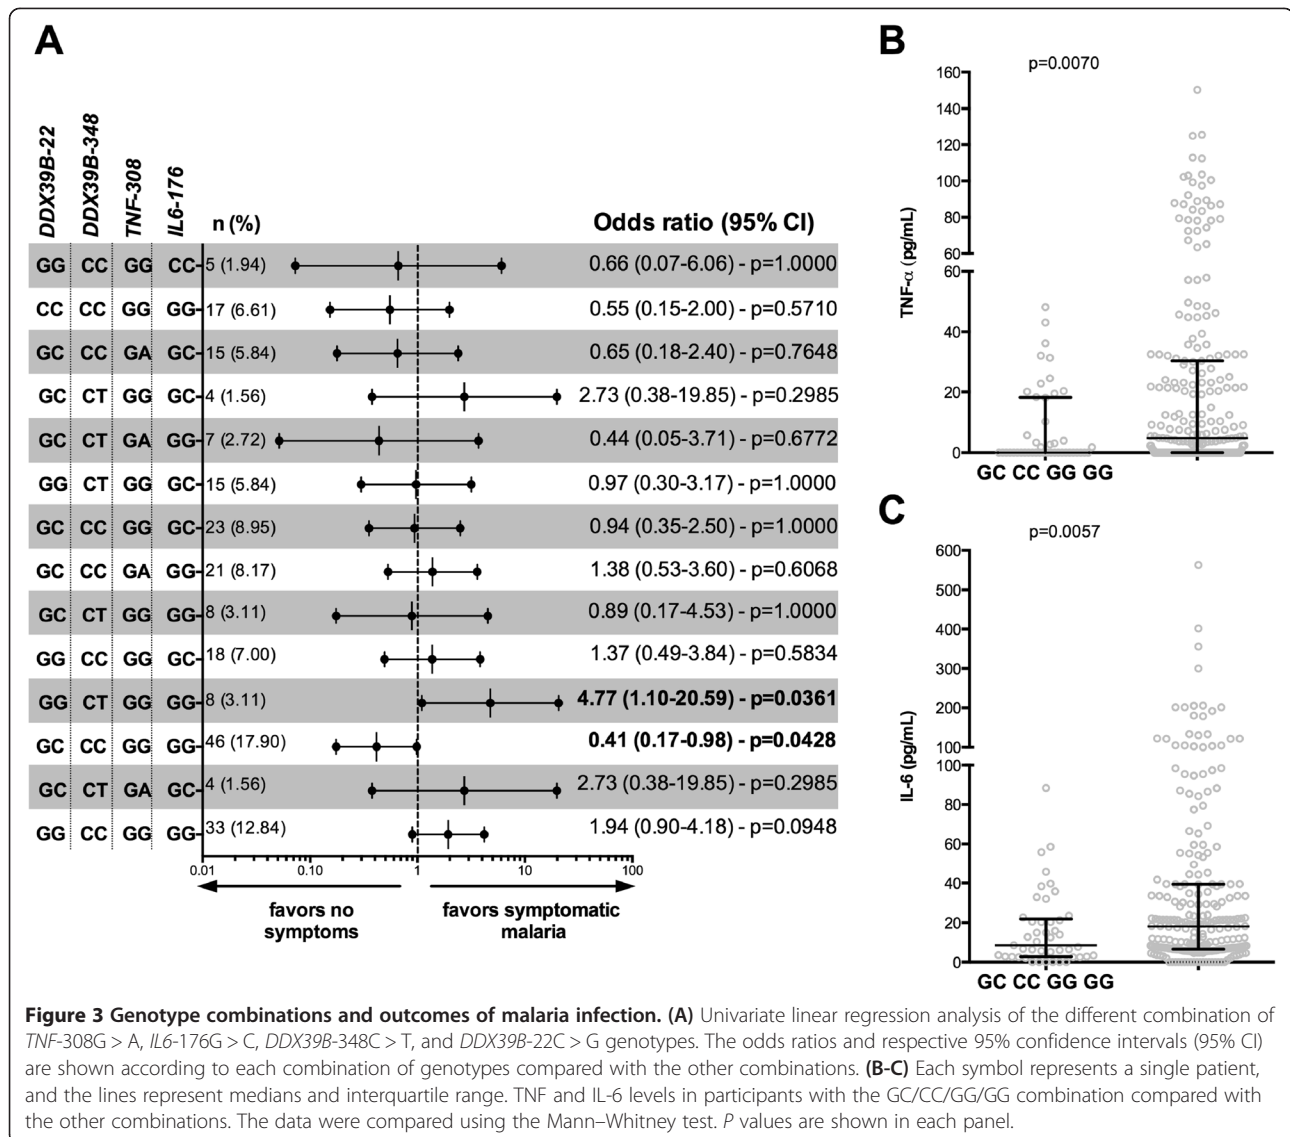 A
DDX39B-22 DDX39B-348 TNF-308 IL6-176
n (%) Odds ratio (95% CI)
GG CC GG CC 5 (1.94) 0.66 (0.07-6.06) - p=1.0000
CC CC GG GG 17 (6.61) 0.55 (0.15-2.00) - p=0.5710
GC CC GA GC 15 (5.84) 0.65 (0.18-2.40) - p=0.7648
GC CT GG GC 4 (1.56) 2.73 (0.38-19.85) - p=0.2985
GC CT GA GG 7 (2.72) 0.44 (0.05-3.71) - p=0.6772
GG CT GG GC 15 (5.84) 0.97 (0.30-3.17) - p=1.0000
GC CC GG GC 23 (8.95) 0.94 (0.35-2.50) - p=1.0000
GC CC GA GG 21 (8.17) 1.38 (0.53-3.60) - p=0.6068
GC CT GG GG 8 (3.11) 0.89 (0.17-4.53) - p=1.0000
GG CC GG GC 18 (7.00) 1.37 (0.49-3.84) - p=0.5834
GG CT GG GG 8 (3.11) 4.77 (1.10-20.59) - p=0.0361
GC CC GG GG 46 (17.90) 0.41 (0.17-0.98) - p=0.0428
GC CT GA GC 4 (1.56) 2.73 (0.38-19.85) - p=0.2985
GG CC GG GG 33 (12.84) 1.94 (0.90-4.18) - p=0.0948
0.01 0.10 1 10 100
favors no
symptoms
favors symptomatic
malaria
B
p=0.0070
TNF-α (pg/mL)
160
140
120
100
80
60
60
40
20
0
GC CC GG GG
C
p=0.0057
IL-6 (pg/mL)
600
500
400
300
200
100
100
80
60
40
20
0
GC CC GG GG
Figure 3 Genotype combinations and outcomes of malaria infection. (A) Univariate linear regression analysis of the different combination of
TNF-308G > A, IL6-176G > C, DDX39B-348C > T, and DDX39B-22C > G genotypes. The odds ratios and respective 95% confidence intervals (95% CI)
are shown according to each combination of genotypes compared with the other combinations. (B-C) Each symbol represents a single patient,
and the lines represent medians and interquartile range. TNF and IL-6 levels in participants with the GC/CC/GG/GG combination compared with
the other combinations. The data were compared using the Mann–Whitney test. P values are shown in each panel.